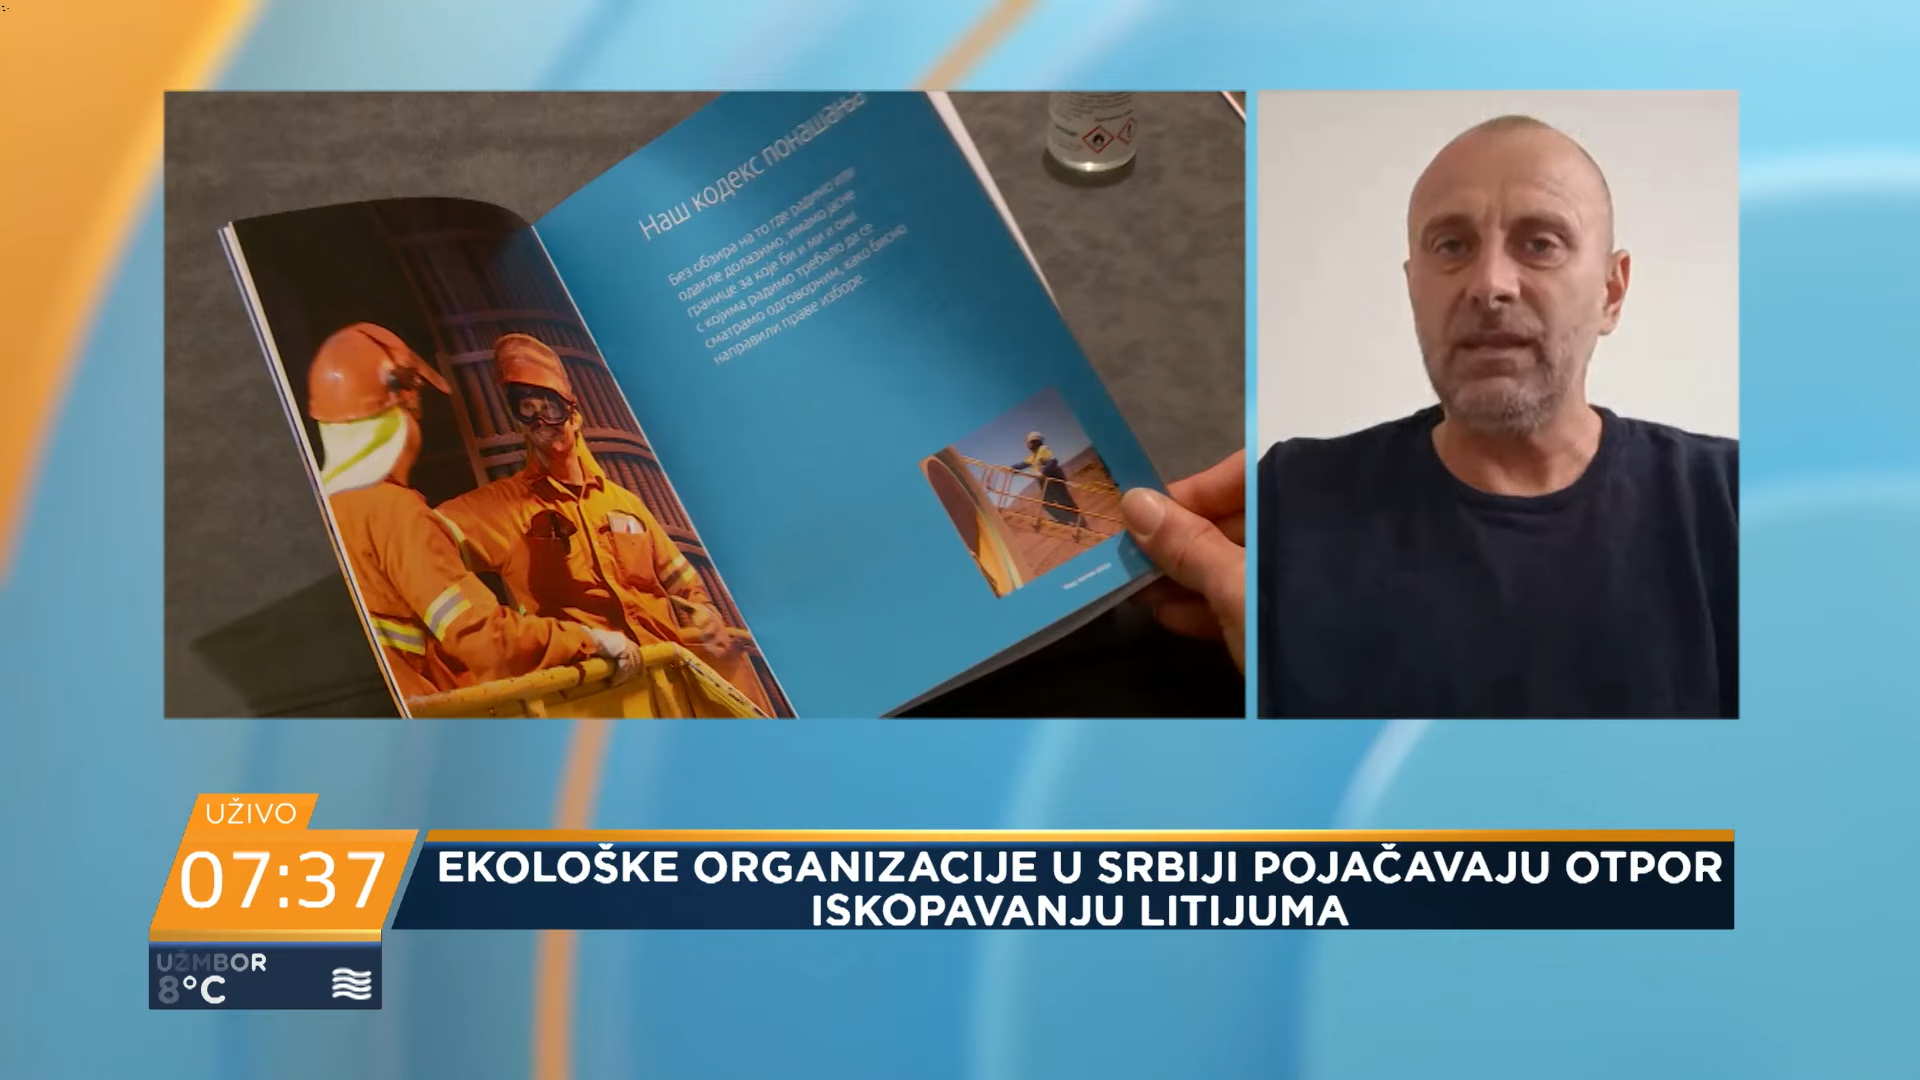 Наш кодекс понашања
Без обзира на то где радимо или
одакле долазимо, имамо јасне
границе за које би и ми и они
с којима радимо требало да се
сматрамо одговорним, како бисмо
направили праве изборе.
UŽIVO
07:37
EKOLOŠKE ORGANIZACIJE U SRBIJI POJAČAVAJU OTPOR
ISKOPAVANJU LITIJUMA
8°C